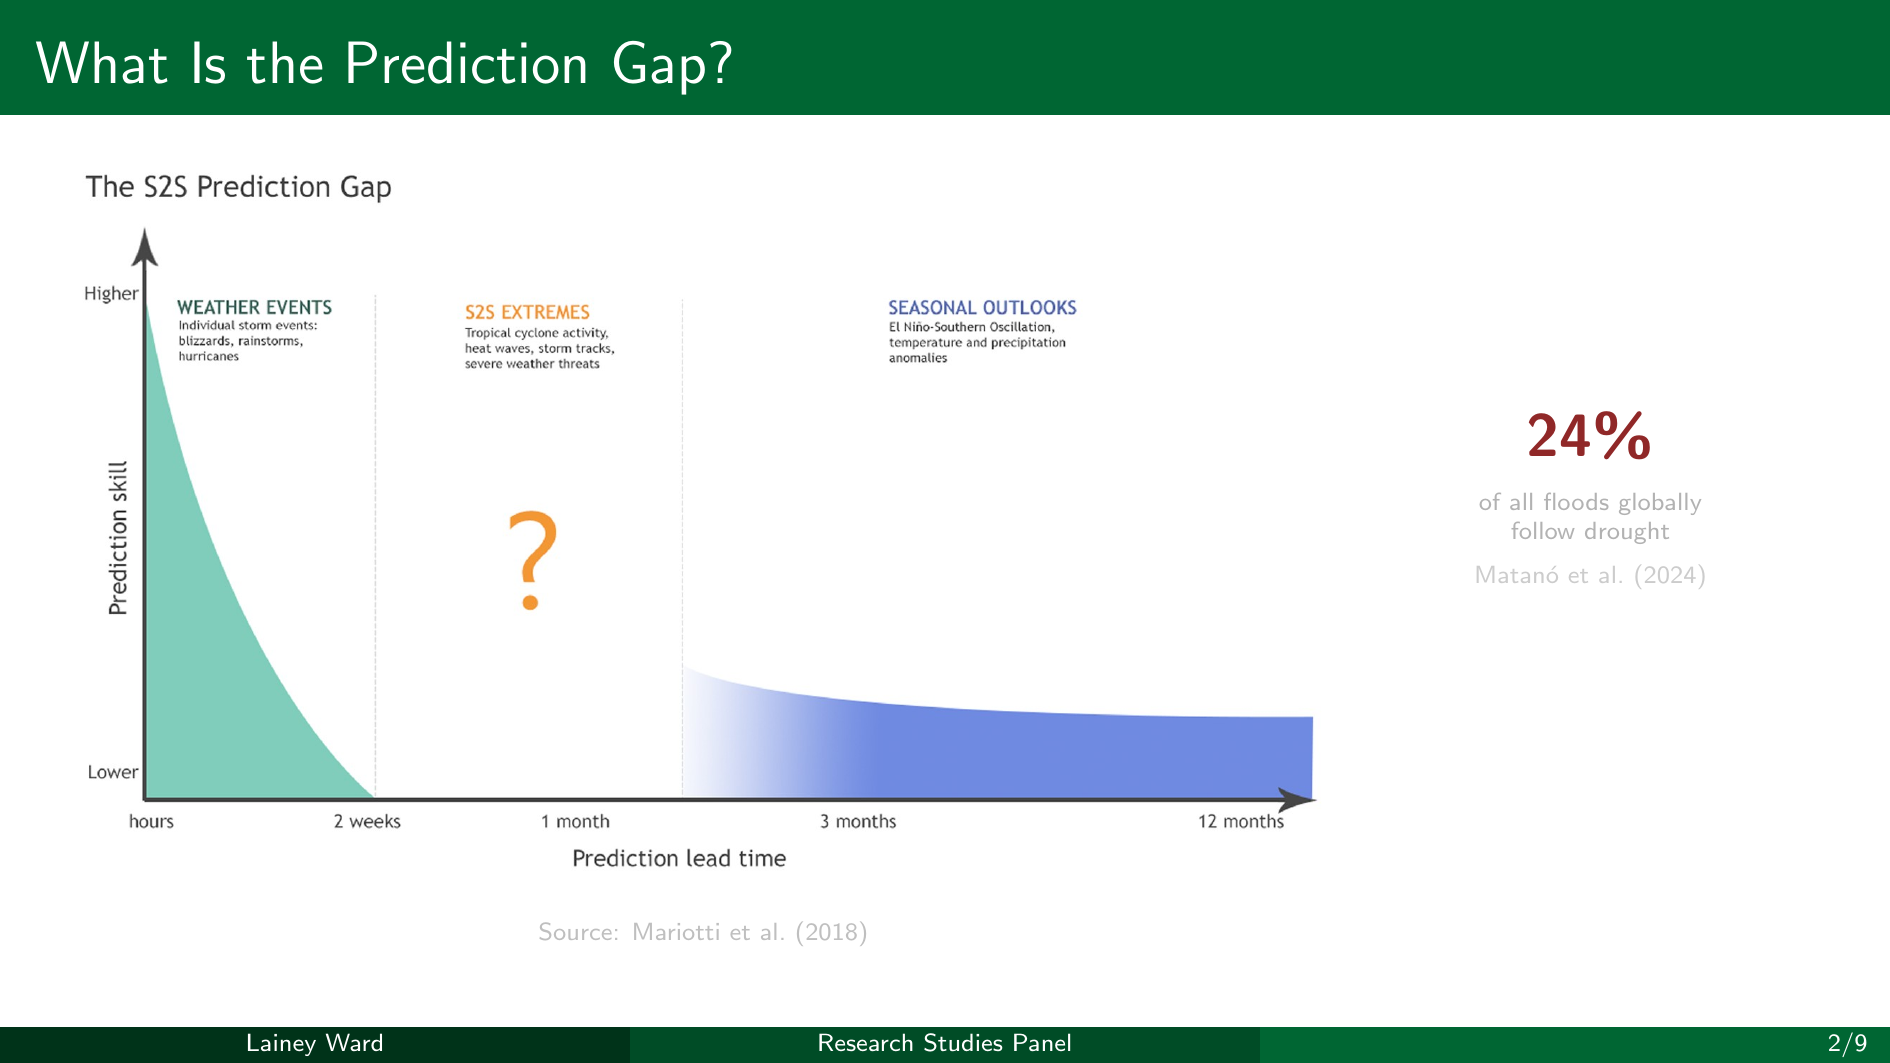 What Is the Prediction Gap?
The S2S Prediction Gap
Higher
WEATHER EVENTS
Individual storm events:
blizzards, rainstorms,
hurricanes
S2S EXTREMES
Tropical cyclone activity,
heat waves, storm tracks,
severe weather threats
SEASONAL OUTLOOKS
El Niño-Southern Oscillation,
temperature and precipitation
anomalies
Prediction skill
?
Lower
hours
2 weeks
1 month
3 months
12 months
Prediction lead time
Source: Mariotti et al. (2018)
24%
of all floods globally
follow drought
Matanó et al. (2024)
Lainey Ward
Research Studies Panel
2/9